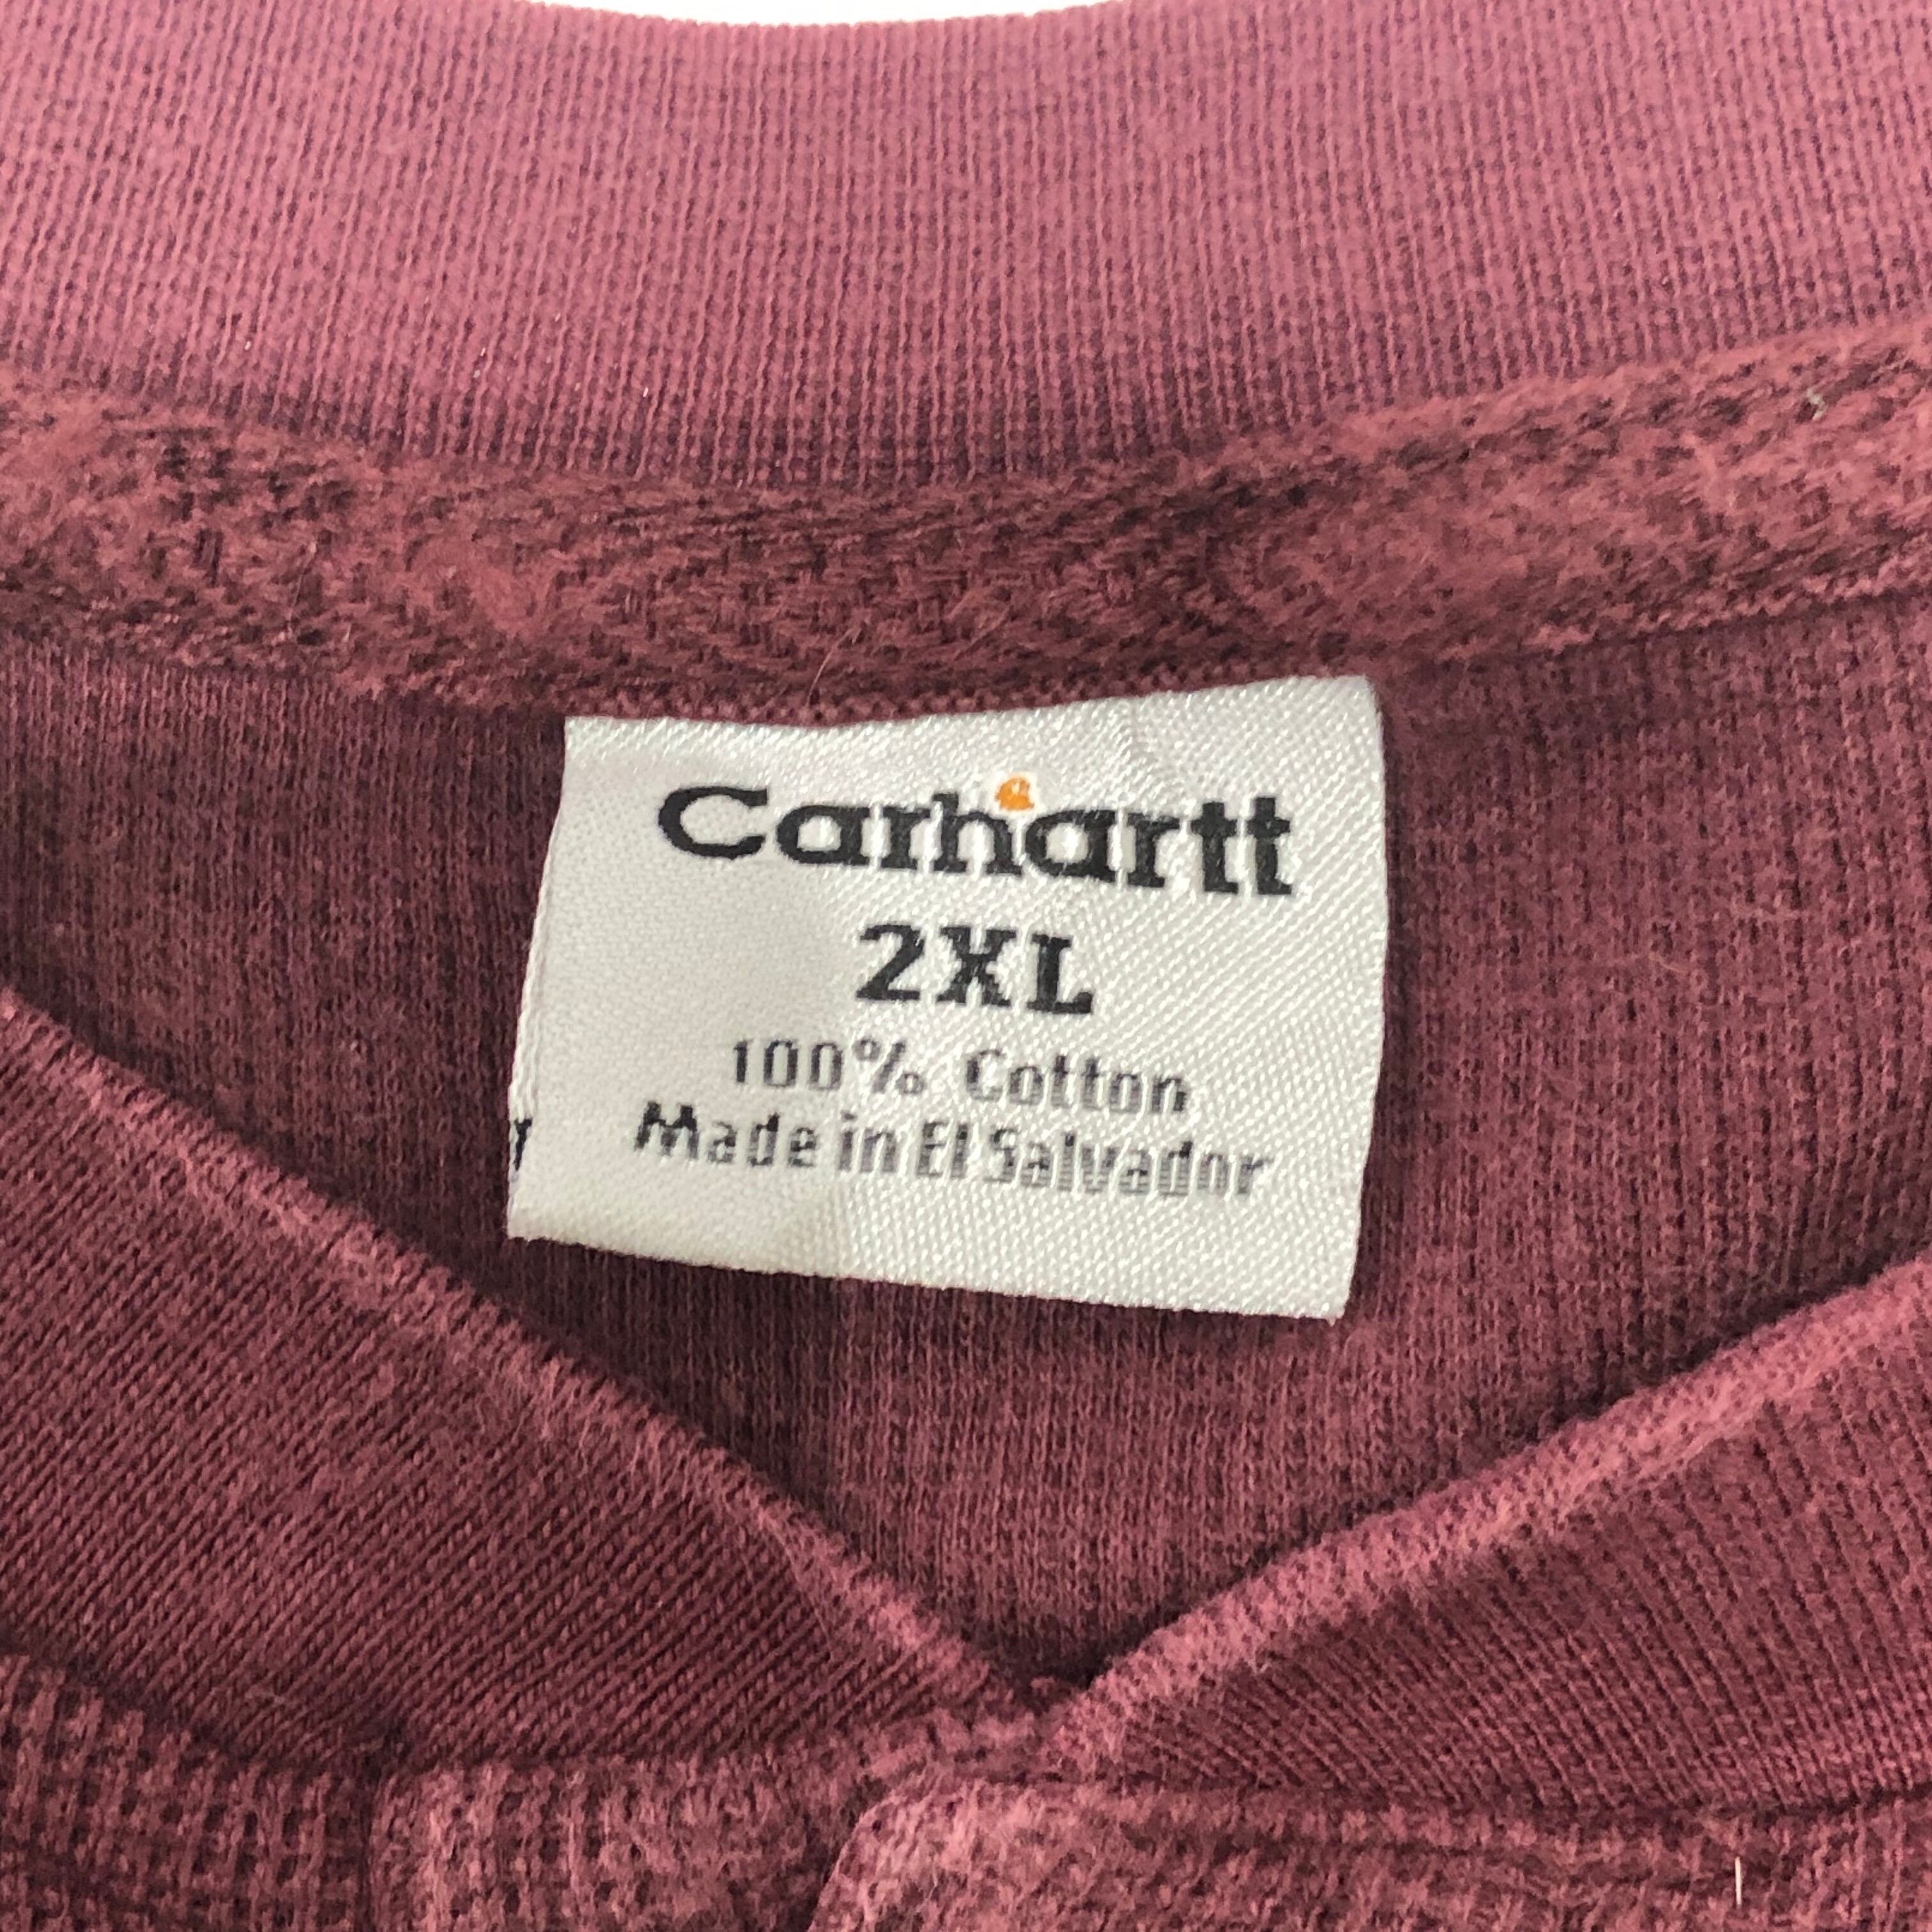 Carhartt
2XL
100% Cotton
Made in El Salvador